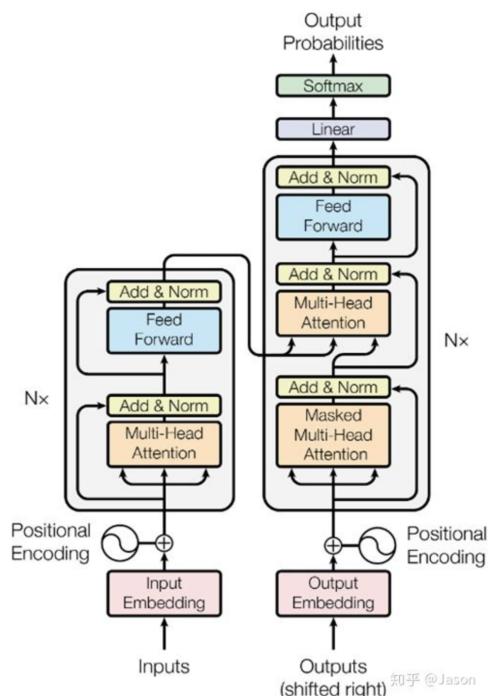 Output
Probabilities
Softmax
Linear
Add & Norm
Feed
Forward
Add & Norm
Multi-Head
Attention
Add & Norm
Masked
Multi-Head
Attention
N×
Add & Norm
Feed
Forward
N×
Add & Norm
Multi-Head
Attention
Positional
Encoding
Positional
Encoding
Input
Embedding
Output
Embedding
Inputs
Outputs
(shifted right)
知乎 @Jason